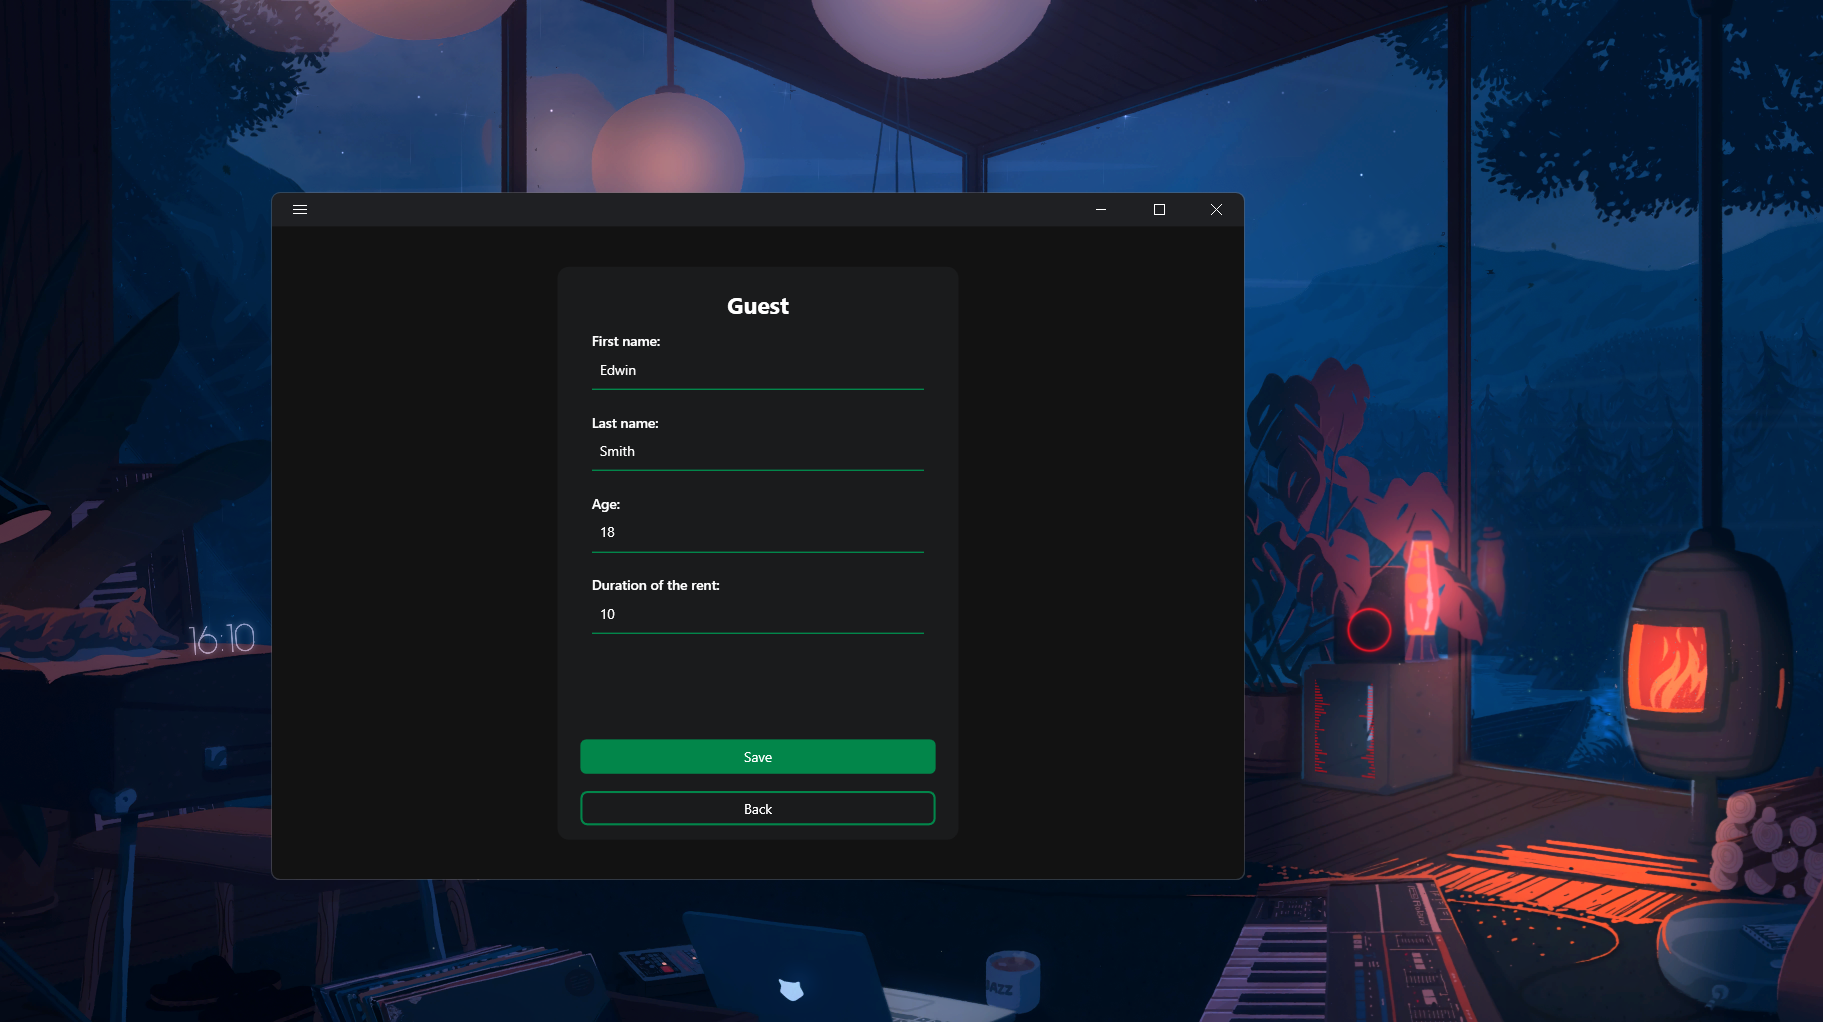 Guest
First name:
Edwin
Last name:
Smith
Age:
18
Duration of the rent:
10
16:10
Save
Back
JAZZ
Roland